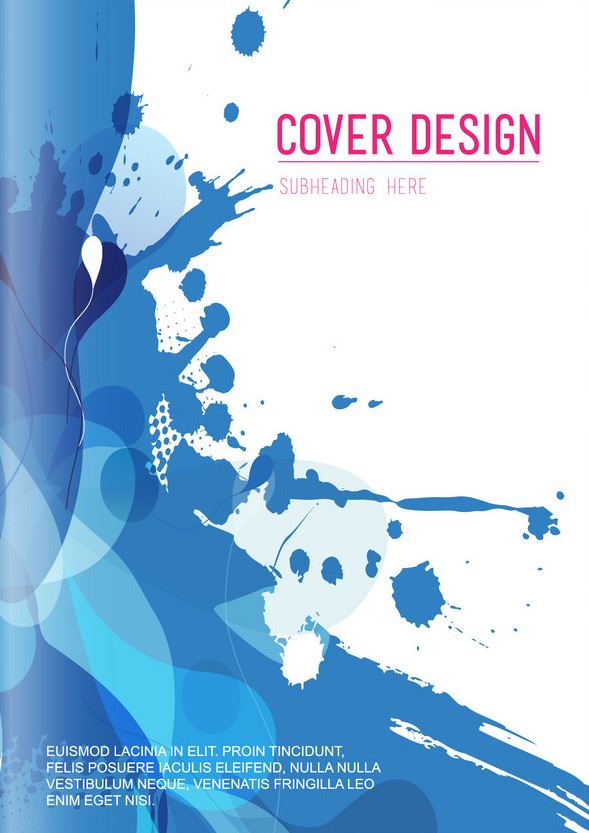 COVER DESIGN
SUBHEADING HERE
EUISMOD LACINIA IN ELIT. PROIN TINCIDUNT,
FELIS POSUERE IACULIS ELEIFEND, NULLA NULLA
VESTIBULUM NEQUE, VENENATIS FRINGILLA LEO
ENIM EGET NISI.